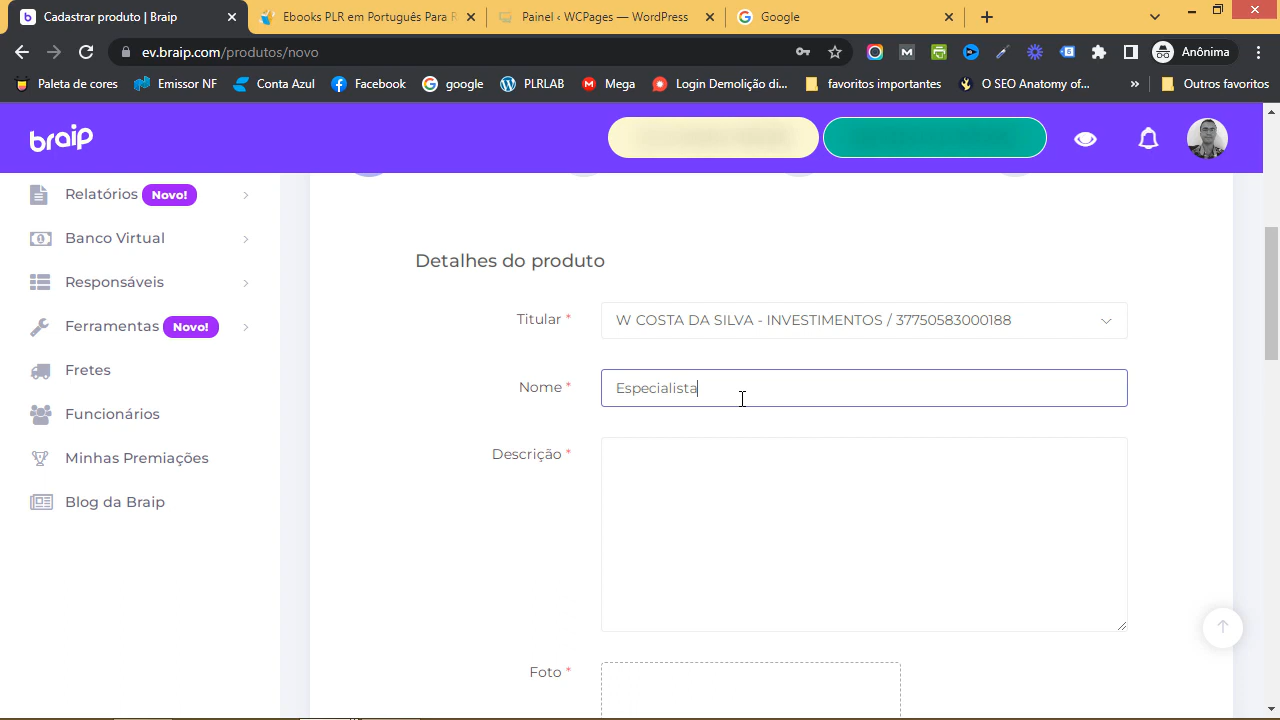 Cadastrar produto | Braip
Ebooks PLR em Português Para R
Painel ‹ WCPages — WordPress
Google
ev.braip.com/produtos/novo
Anônima
Paleta de cores
Emissor NF
Conta Azul
Facebook
google
PLRLAB
Mega
Login Demolição di...
favoritos importantes
O SEO Anatomy of...
»
Outros favoritos
braip
Relatórios Novo!
Banco Virtual
Responsáveis
Ferramentas Novo!
Fretes
Funcionários
Minhas Premiações
Blog da Braip
Detalhes do produto
Titular *
W COSTA DA SILVA - INVESTIMENTOS / 37750583000188
Nome *
Especialista
Descrição *
Foto *